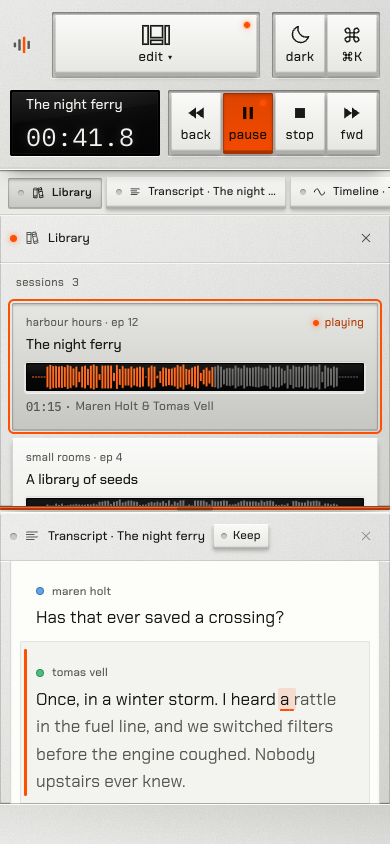 edit ▾
dark
⌘K
The night ferry
00:41.8
back
pause
stop
fwd
Library
Transcript · The night ...
Timeline · T
Library
sessions 3
harbour hours · ep 12
playing
The night ferry
01:15 · Maren Holt & Tomas Vell
small rooms · ep 4
A library of seeds
Transcript · The night ferry
Keep
maren holt
Has that ever saved a crossing?
tomas vell
Once, in a winter storm. I heard a rattle
in the fuel line, and we switched filters
before the engine coughed. Nobody
upstairs ever knew.